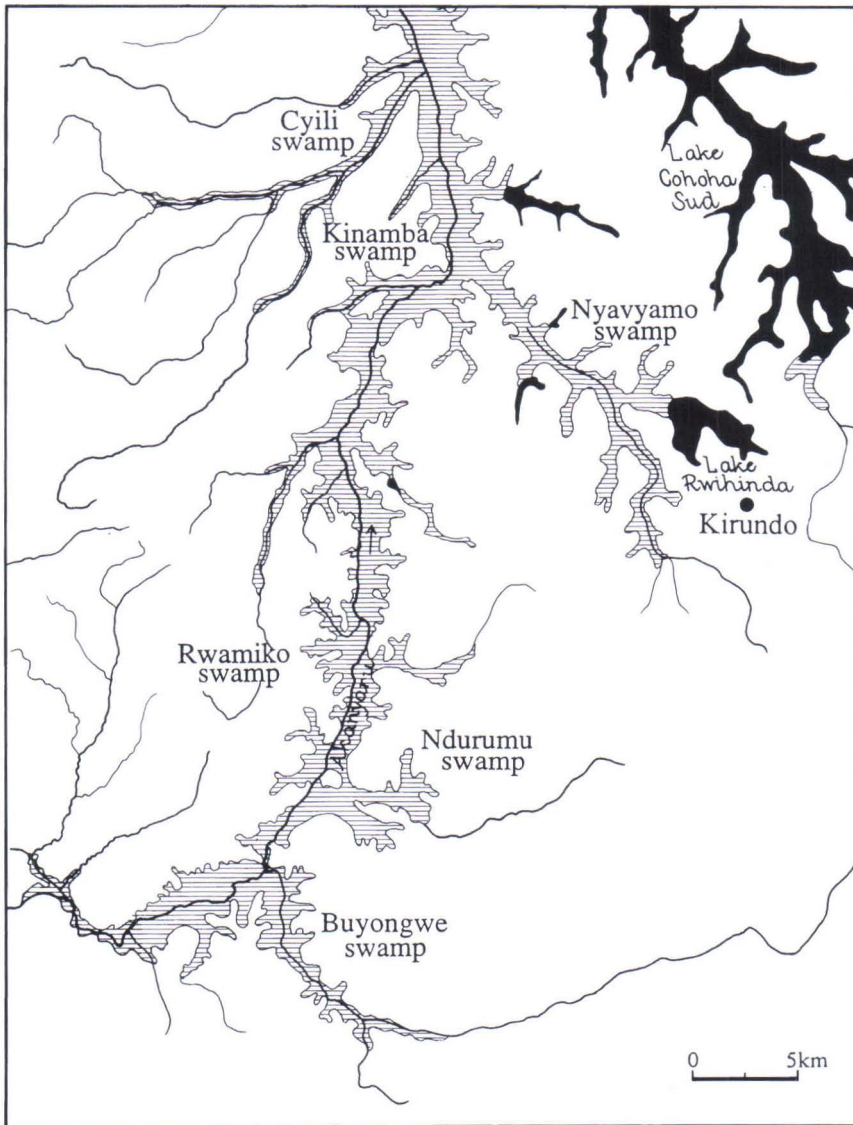 Cyili
swamp
Lake
Cohoha
Sud
Kinamba
swamp
Nyavyamo
swamp
Lake
Rwihinda
Kirundo
Rwamiko
swamp
Akanyaru
Ndurumu
swamp
Buyongwe
swamp
0 5km